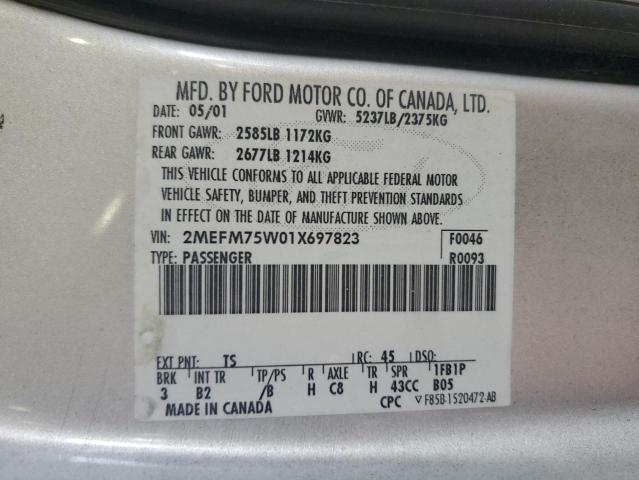 MFD. BY FORD MOTOR CO. OF CANADA, LTD.
DATE: 05/01 GVWR: 5237LB/2375KG
FRONT GAWR: 2585LB 1172KG
REAR GAWR: 2677LB 1214KG
THIS VEHICLE CONFORMS TO ALL APPLICABLE FEDERAL MOTOR
VEHICLE SAFETY, BUMPER, AND THEFT PREVENTION STANDARDS
IN EFFECT ON THE DATE OF MANUFACTURE SHOWN ABOVE.
VIN: 2MEFM75W01X697823 F0046
TYPE: PASSENGER R0093
EXT PNT: TS RC: 45 DSO:
BRK INT TR TP/PS R AXLE TR SPR 1FB1P
3 B2 /B H C8 H 43CC B05
MADE IN CANADA CPC ▽ F85B-1520472-AB